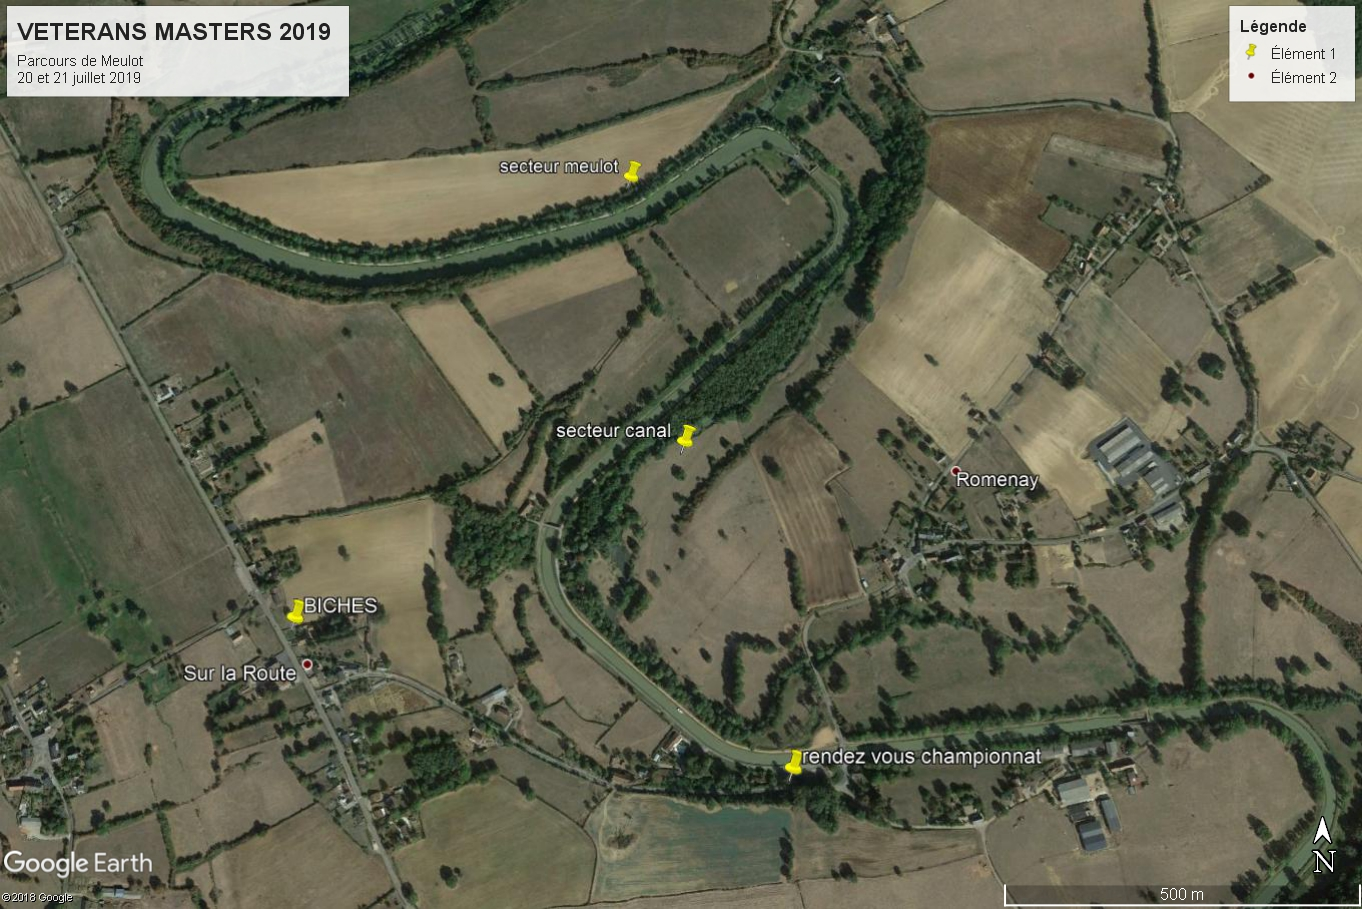 VETERANS MASTERS 2019
Parcours de Meulot
20 et 21 juillet 2019
Légende
Élément 1
Élément 2
secteur meulot
secteur canal
Romenay
BICHES
Sur la Route
rendez vous championnat
Google Earth
©2018 Google
N
500 m